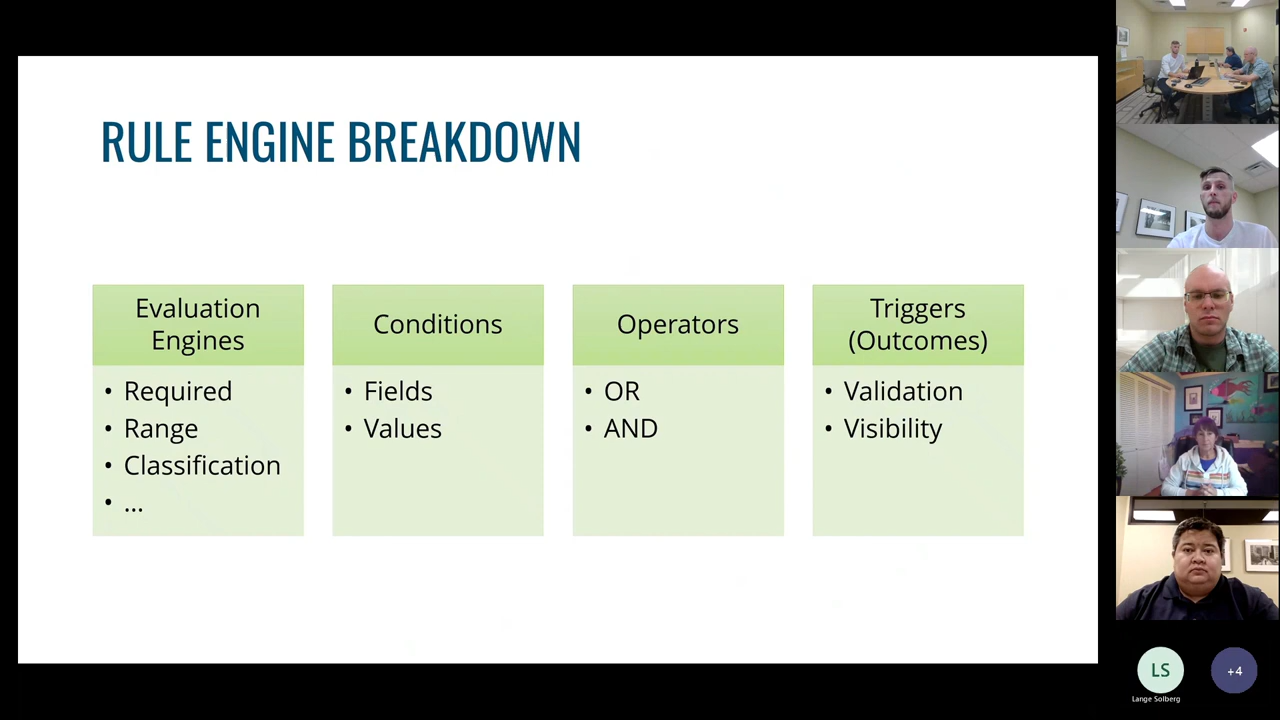 RULE ENGINE BREAKDOWN
Evaluation
Engines
• Required
• Range
• Classification
• ...
Conditions
• Fields
• Values
Operators
• OR
• AND
Triggers
(Outcomes)
• Validation
• Visibility
LS
+4
Lange Solberg